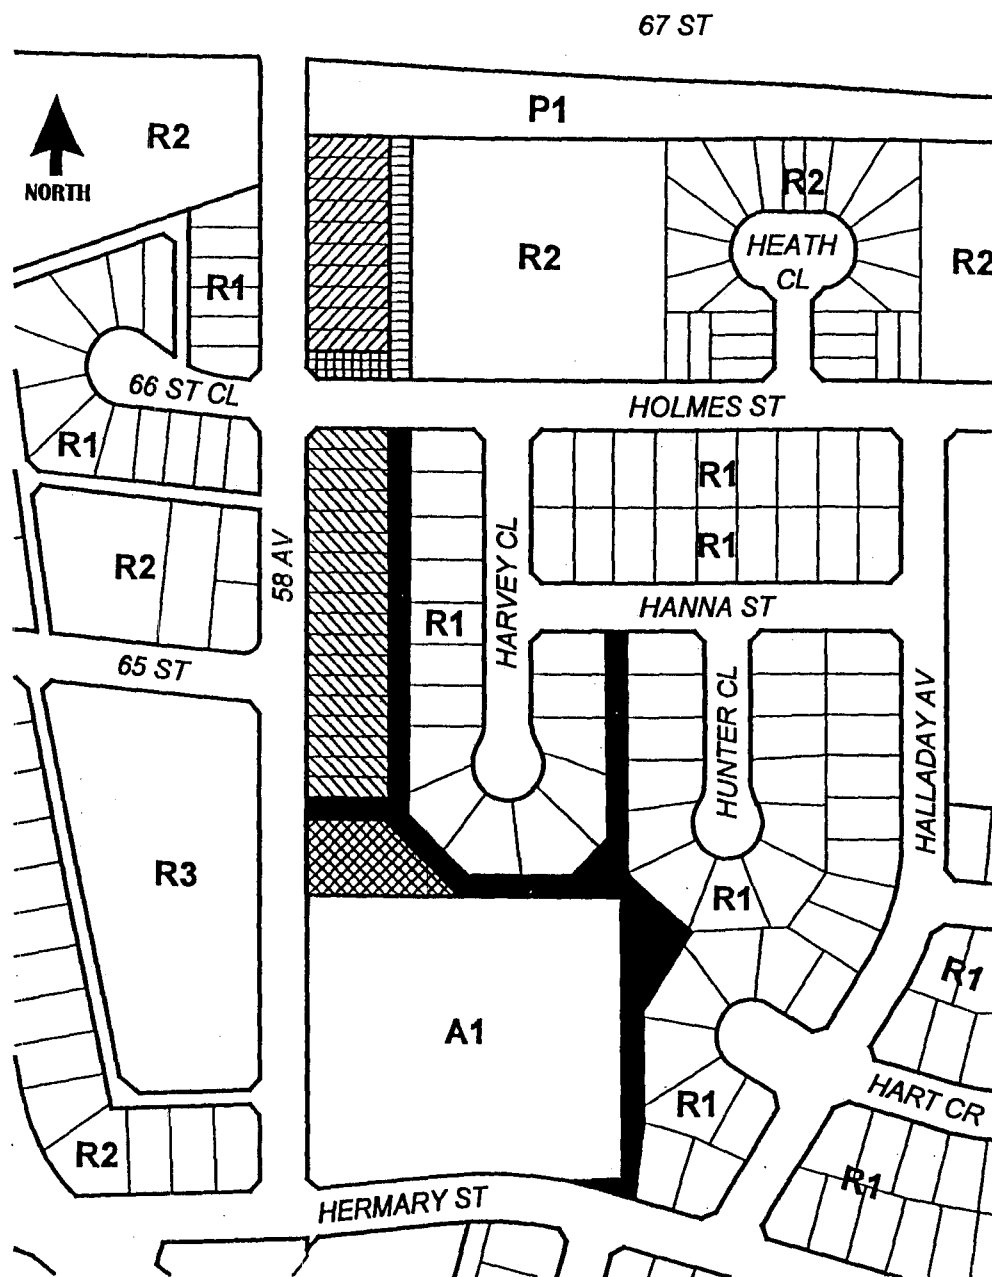 67 ST
P1
R2
NORTH
R2
HEATH
CL
R2
R2
R1
66 ST CL
HOLMES ST
R1
R1
R1
R2
58 AV
HARVEY CL
R1
HANNA ST
65 ST
HUNTER CL
HALLADAY AV
R3
R1
R1
A1
R1
HART CR
R2
R1
HERMARY ST